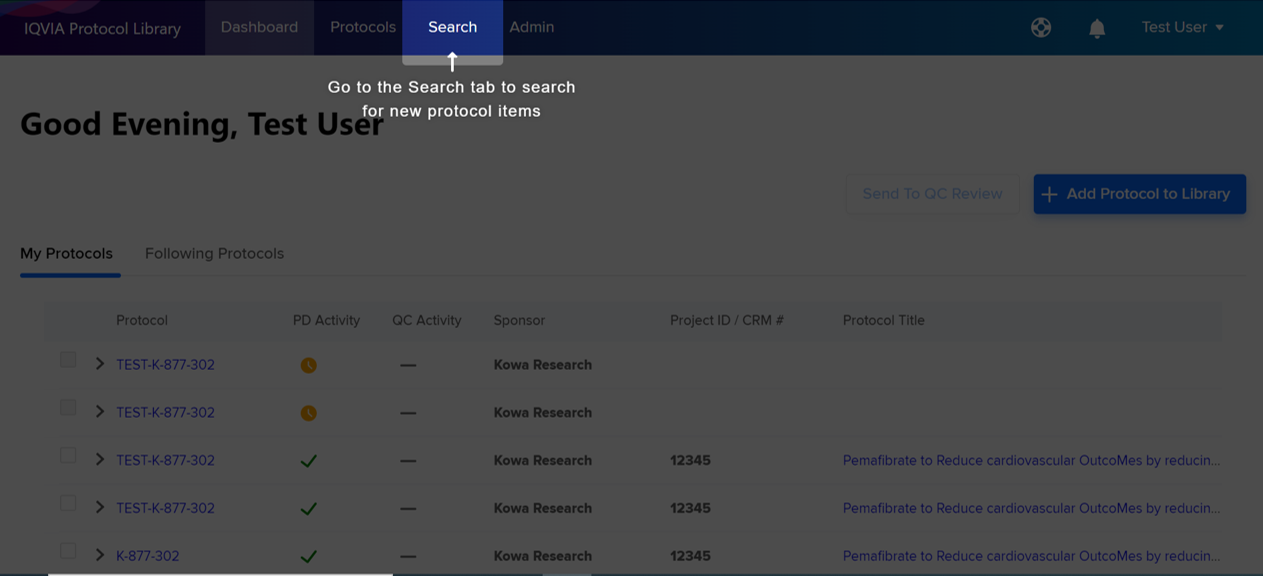 IQVIA Protocol Library Dashboard Protocols Search Admin Test User
Go to the Search tab to search
for new protocol items
Good Evening, Test User
Send To QC Review Add Protocol to Library
My Protocols Following Protocols
Protocol PD Activity QC Activity Sponsor Project ID / CRM # Protocol Title
TEST-K-877-302 — Kowa Research
TEST-K-877-302 — Kowa Research
TEST-K-877-302 — Kowa Research 12345 Pemafibrate to Reduce cardiovascular OutcoMes by reducin...
TEST-K-877-302 — Kowa Research 12345 Pemafibrate to Reduce cardiovascular OutcoMes by reducin...
K-877-302 — Kowa Research 12345 Pemafibrate to Reduce cardiovascular OutcoMes by reducin...